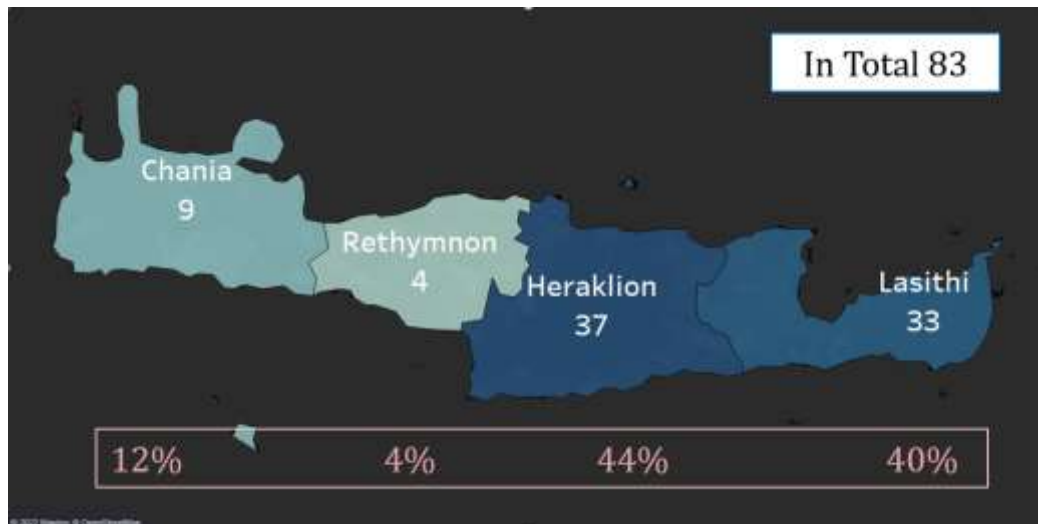 In Total 83
Chania
9
Rethymnon
4
Heraklion
37
Lasithi
33
12% 4% 44% 40%